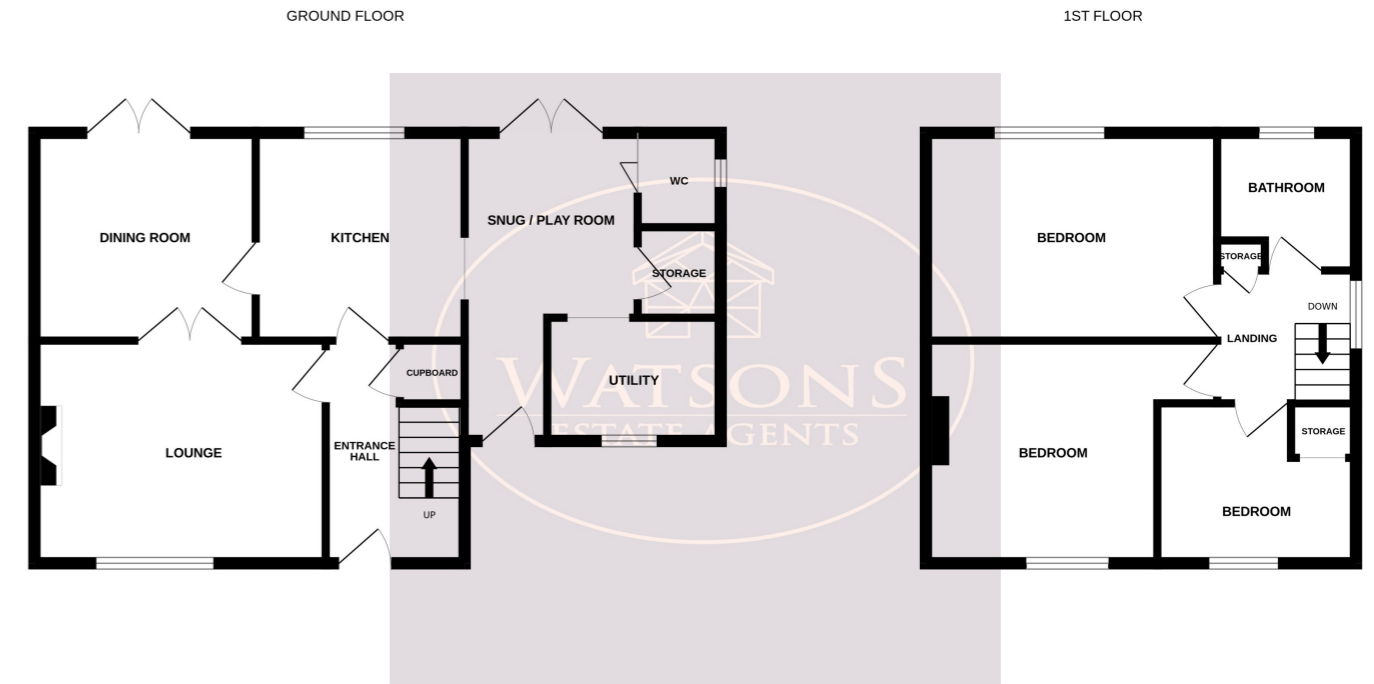 GROUND FLOOR
1ST FLOOR
DINING ROOM
KITCHEN
SNUG / PLAY ROOM
WC
STORAGE
CUPBOARD
UTILITY
LOUNGE
ENTRANCE
HALL
UP
WATSONS
ESTATE AGENTS
BEDROOM
BATHROOM
STORAGE
DOWN
LANDING
BEDROOM
STORAGE
BEDROOM